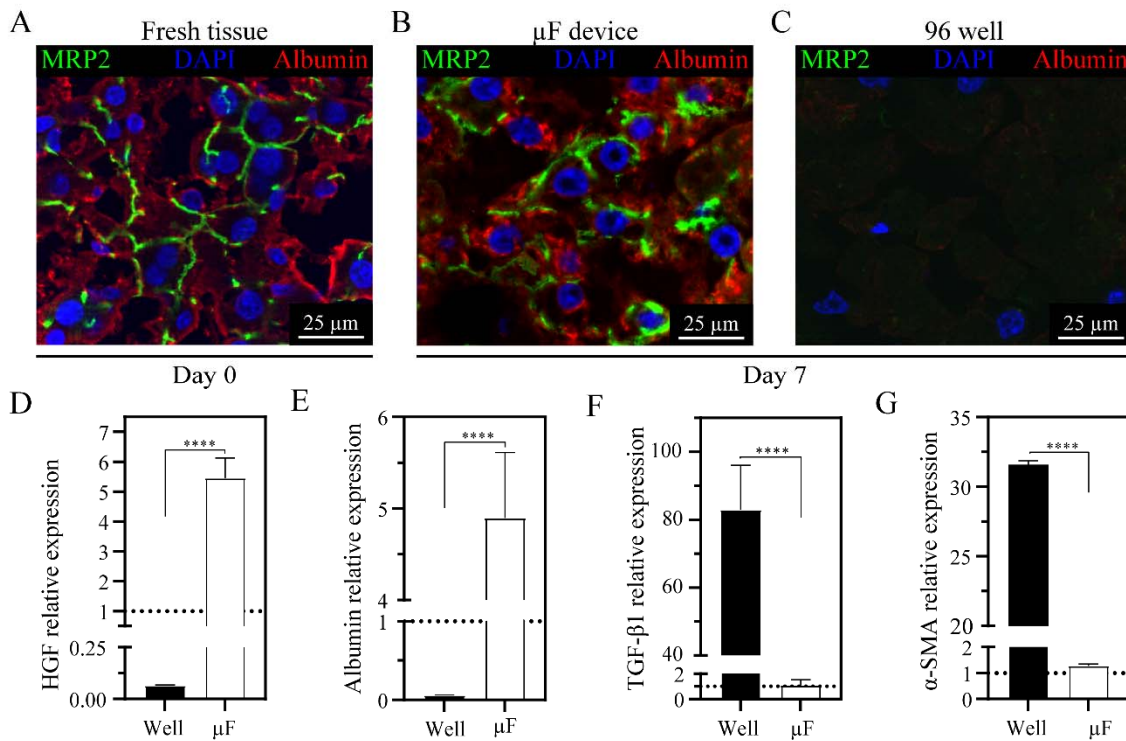 A Fresh tissue
MRP2 DAPI Albumin
25 µm
B µF device
MRP2 DAPI Albumin
25 µm
C 96 well
MRP2 DAPI Albumin
25 µm
Day 0
Day 7
D
HGF relative expression
7
6
5
4
3
2
1
0.25
0.00
****
Well µF
E
Albumin relative expression
6
5
4
1
0
****
Well µF
F
TGF-β1 relative expression
100
80
60
40
2
1
0
****
Well µF
G
α-SMA relative expression
35
30
25
20
2
1
0
****
Well µF